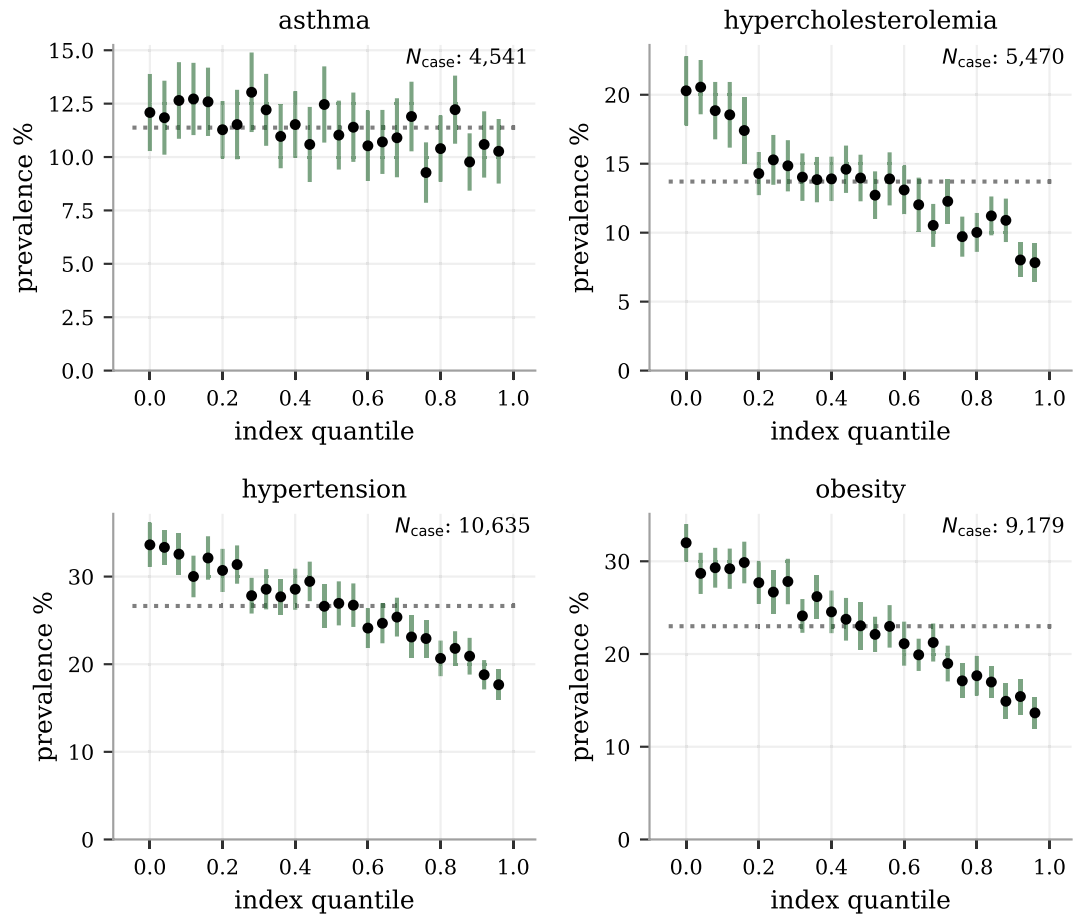 asthma
N_case: 4,541
prevalence %
15.0
12.5
10.0
7.5
5.0
2.5
0.0
0.0 0.2 0.4 0.6 0.8 1.0
index quantile
hypercholesterolemia
N_case: 5,470
prevalence %
20
15
10
5
0
0.0 0.2 0.4 0.6 0.8 1.0
index quantile
hypertension
N_case: 10,635
prevalence %
30
20
10
0
0.0 0.2 0.4 0.6 0.8 1.0
index quantile
obesity
N_case: 9,179
prevalence %
30
20
10
0
0.0 0.2 0.4 0.6 0.8 1.0
index quantile